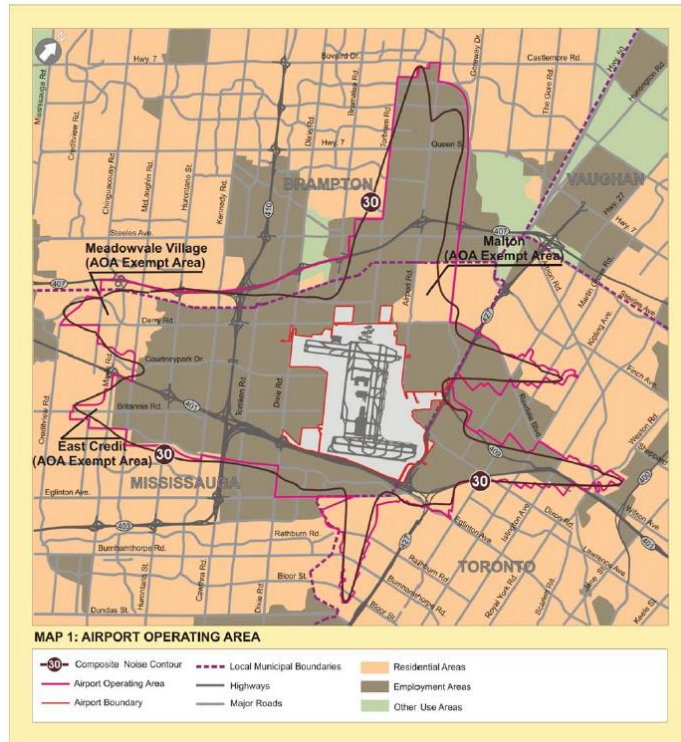 N
Hwy. 50
Bovaird Dr.
Goreway Dr.
Castlemore Rd.
Hwy. 7
Mississauga Rd.
Creditview Rd.
Chinguacousy Rd.
McLaughlin Rd.
Hurontario St.
Kennedy Rd.
Dixie Rd.
Bramalea Rd.
Torbram Rd.
The Gore Rd.
Huntington Rd.
Hwy. 7
Queen St.
BRAMPTON
VAUGHAN
30
410
Hwy. 27
Hwy. 7
Steeles Ave.
407
Meadowvale Village
(AOA Exempt Area)
Malton
(AOA Exempt Area)
Albion Rd.
Martin Grove Rd.
Steeles Ave.
407
Airport Rd.
427
Derry Rd.
Kipling Ave.
Courtneypark Dr.
Finch Ave.
Tomken Rd.
Dixie Rd.
Britannia Rd.
401
Rexdale Blvd.
Weston Rd.
Sheppard
Creditview Rd.
East Credit
(AOA Exempt Area)
30
409
400
MISSISSAUGA
30
Eglinton Ave.
Wilson Ave.
401
403
Eglinton Ave.
Islington Ave.
Dixon Rd.
Rathburn Rd.
427
Burnhamthorpe Rd.
Rathburn Rd.
TORONTO
Lawrence Ave.
Jane St.
Bloor St.
Burnhamthorpe Rd.
Royal York Rd.
Scarlett Rd.
Hurontario St.
Cawthra Rd.
Dixie Rd.
Dundas St.
Bloor St.
Keele St.
MAP 1: AIRPORT OPERATING AREA
30 Composite Noise Contour
Local Municipal Boundaries
Residential Areas
Airport Operating Area
Highways
Employment Areas
Airport Boundary
Major Roads
Other Use Areas